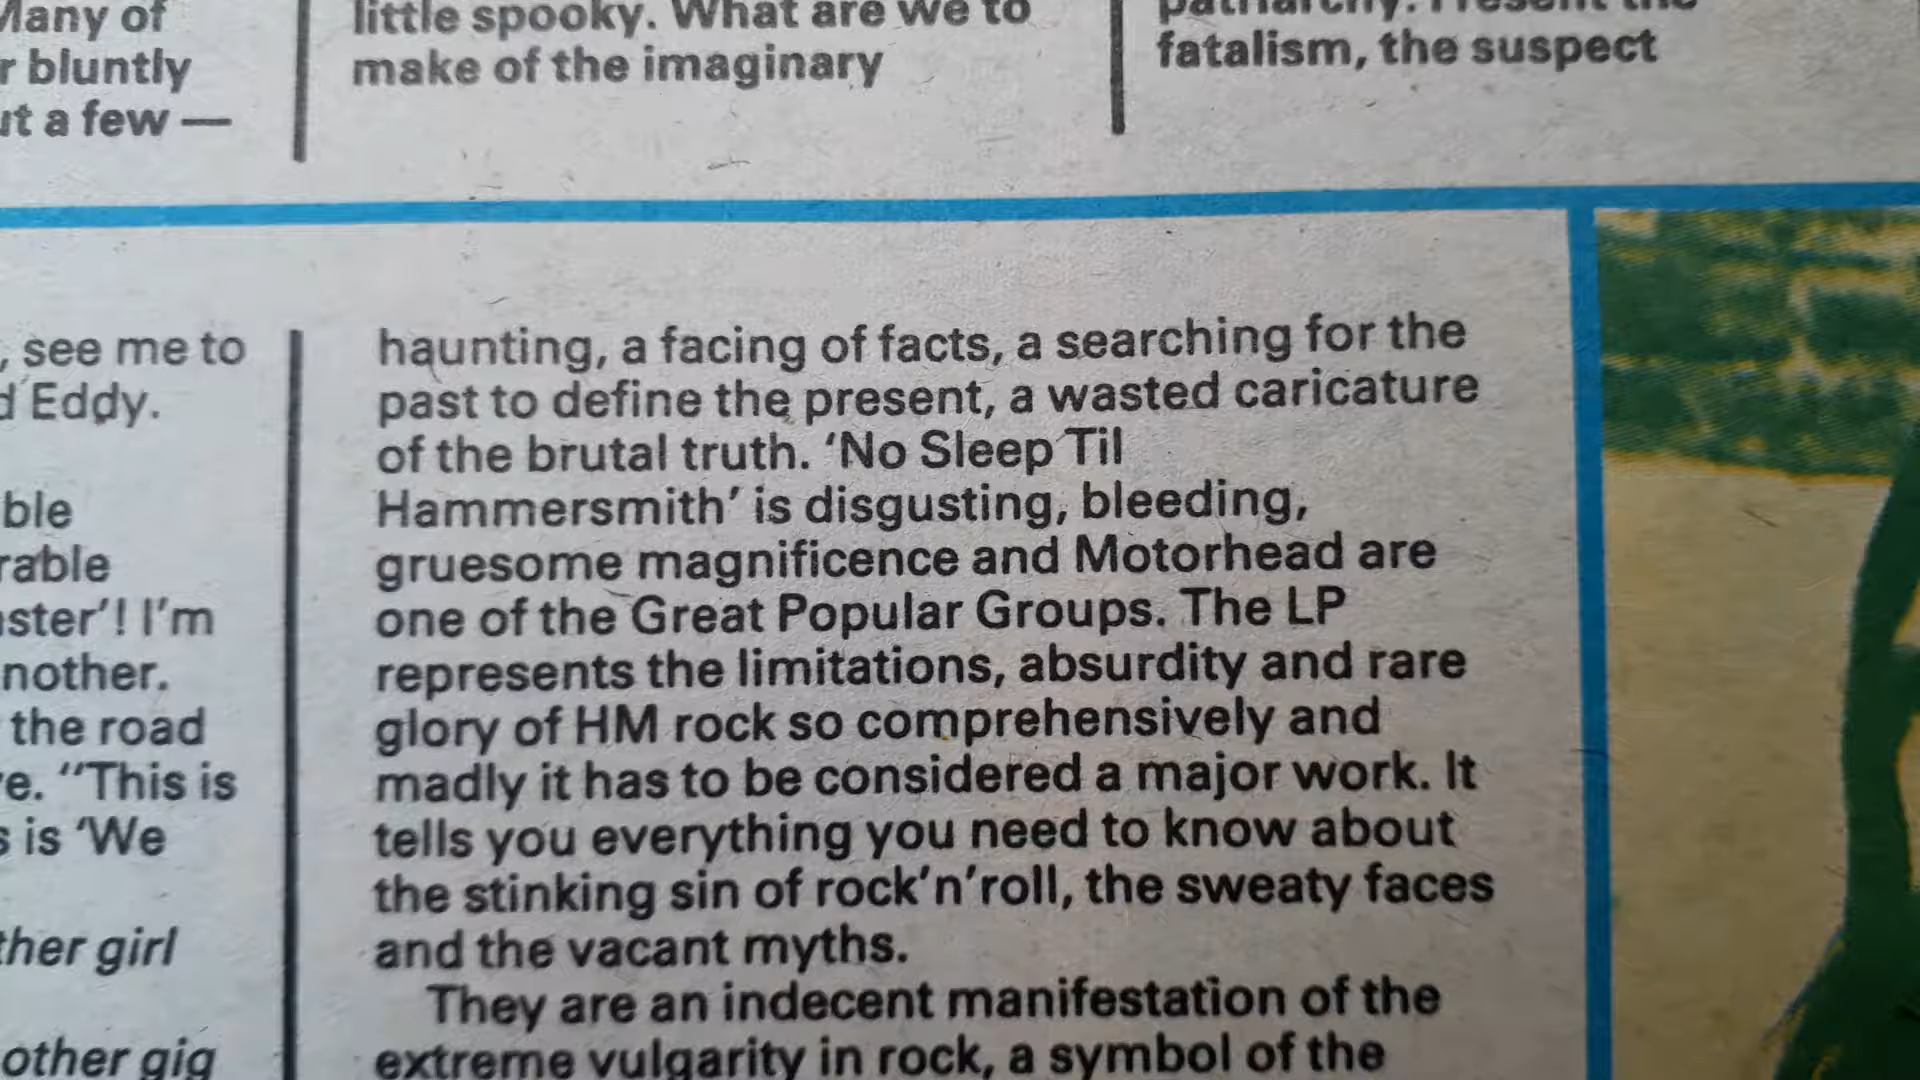 Many of
r bluntly
ut a few —
little spooky. What are we to
make of the imaginary
fatalism, the suspect
, see me to
d Eddy.
ble
rable
aster'! I'm
nother.
the road
e. "This is
s is 'We
ther girl
other gig
haunting, a facing of facts, a searching for the
past to define the present, a wasted caricature
of the brutal truth. 'No Sleep Til
Hammersmith' is disgusting, bleeding,
gruesome magnificence and Motorhead are
one of the Great Popular Groups. The LP
represents the limitations, absurdity and rare
glory of HM rock so comprehensively and
madly it has to be considered a major work. It
tells you everything you need to know about
the stinking sin of rock'n'roll, the sweaty faces
and the vacant myths.
They are an indecent manifestation of the
extreme vulgarity in rock, a symbol of the